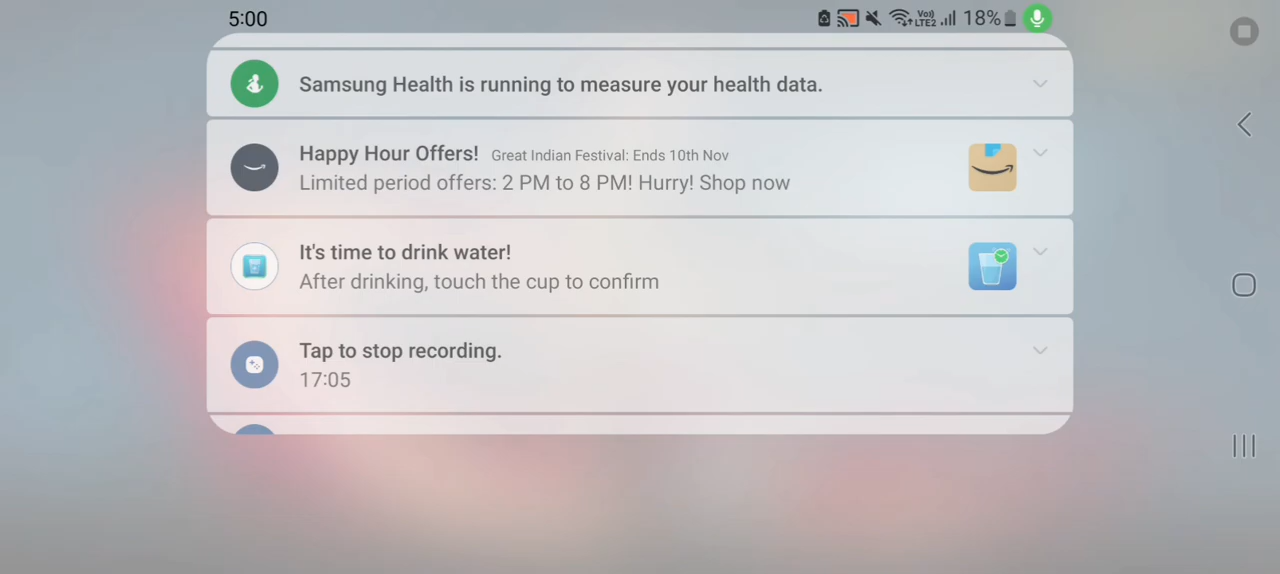 5:00
Vo)) LTE2 18%
Samsung Health is running to measure your health data.
Happy Hour Offers! Great Indian Festival: Ends 10th Nov
Limited period offers: 2 PM to 8 PM! Hurry! Shop now
It's time to drink water!
After drinking, touch the cup to confirm
Tap to stop recording.
17:05